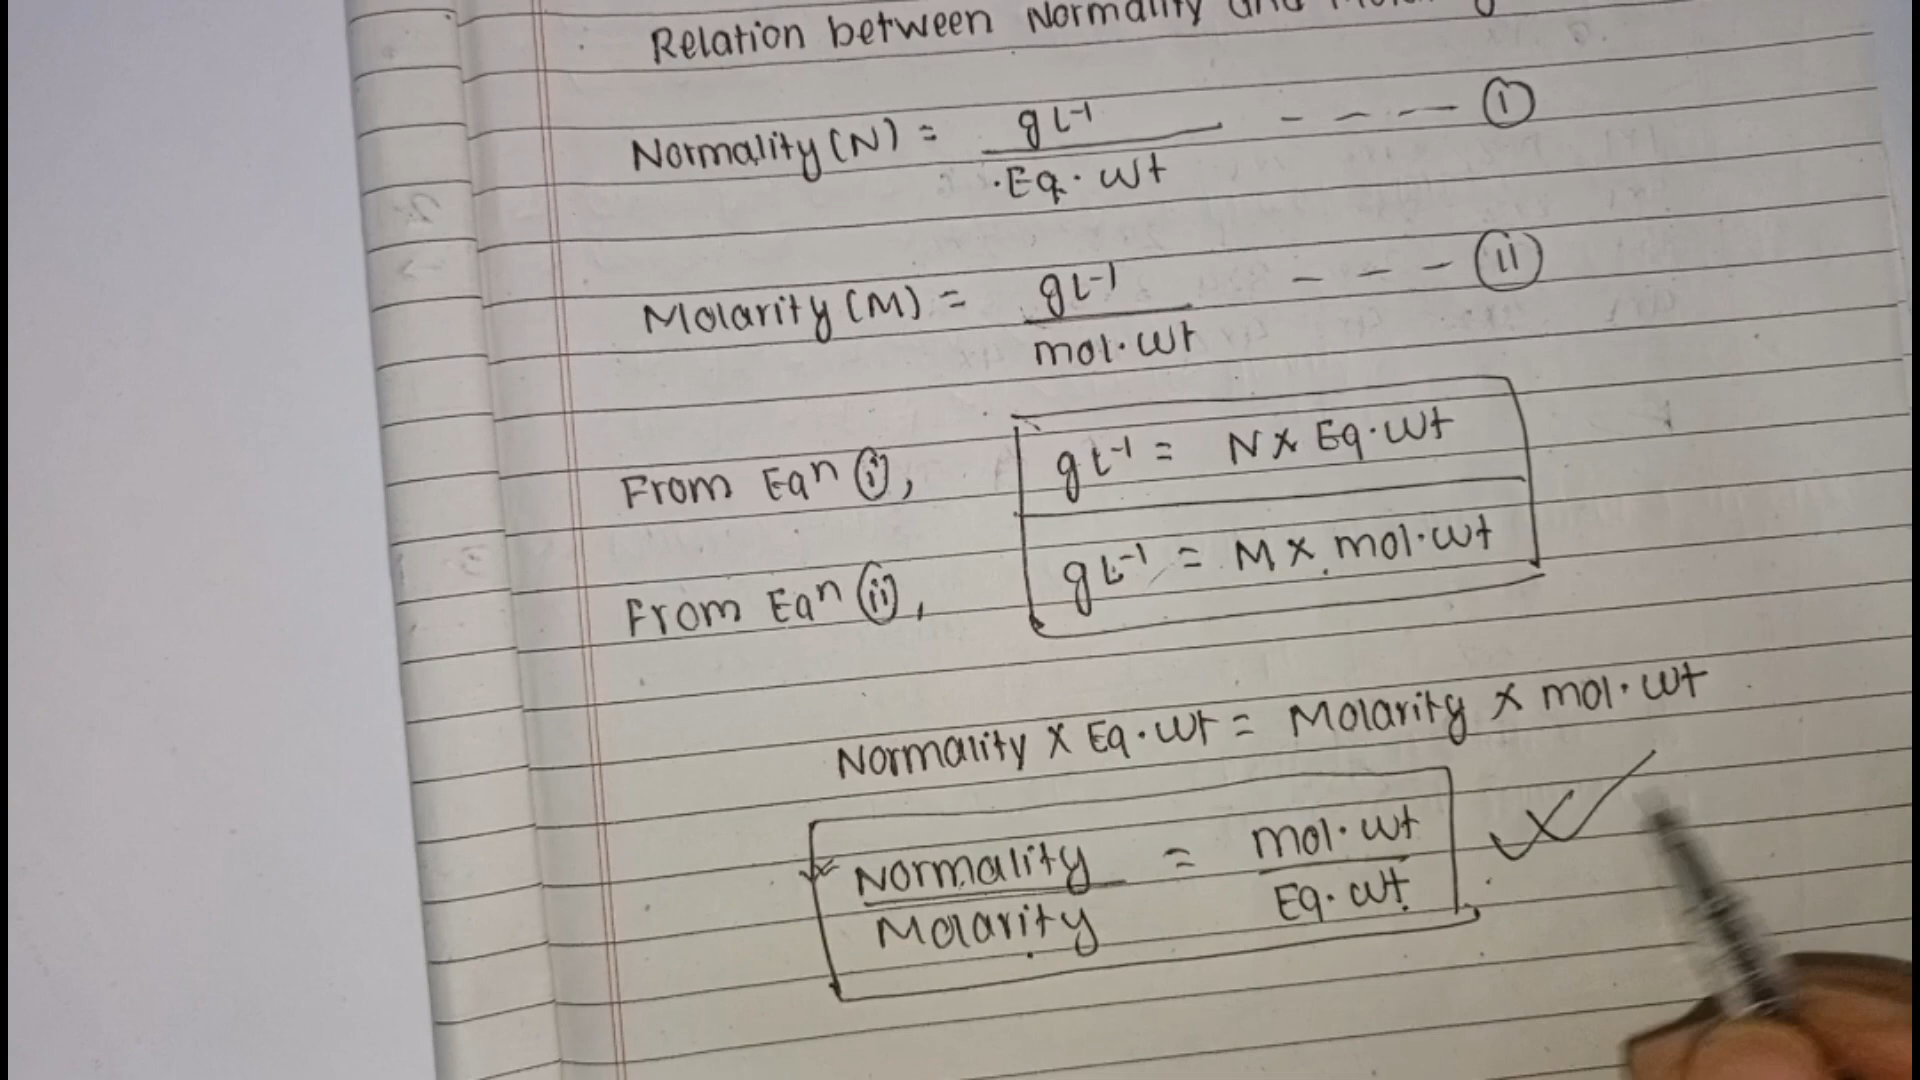 Relation between Normality and
Normality (N) = gL⁻¹ / Eq. wt ---- (i)
Molarity (M) = gL⁻¹ / mol. wt --- (ii)
From Eqn (i), gL⁻¹ = N × Eq. wt
From Eqn (ii), gL⁻¹ = M × mol. wt
Normality × Eq. wt = Molarity × mol. wt
Normality / Molarity = mol. wt / Eq. wt